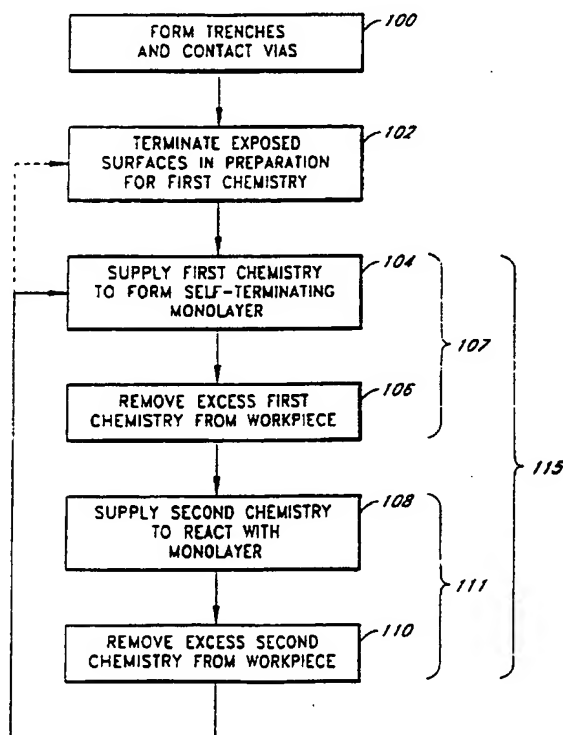 FORM TRENCHES
AND CONTACT VIAS
100
TERMINATE EXPOSED
SURFACES IN PREPARATION
FOR FIRST CHEMISTRY
102
SUPPLY FIRST CHEMISTRY
TO FORM SELF-TERMINATING
MONOLAYER
104
107
REMOVE EXCESS FIRST
CHEMISTRY FROM WORKPIECE
106
115
SUPPLY SECOND CHEMISTRY
TO REACT WITH
MONOLAYER
108
111
REMOVE EXCESS SECOND
CHEMISTRY FROM WORKPIECE
110